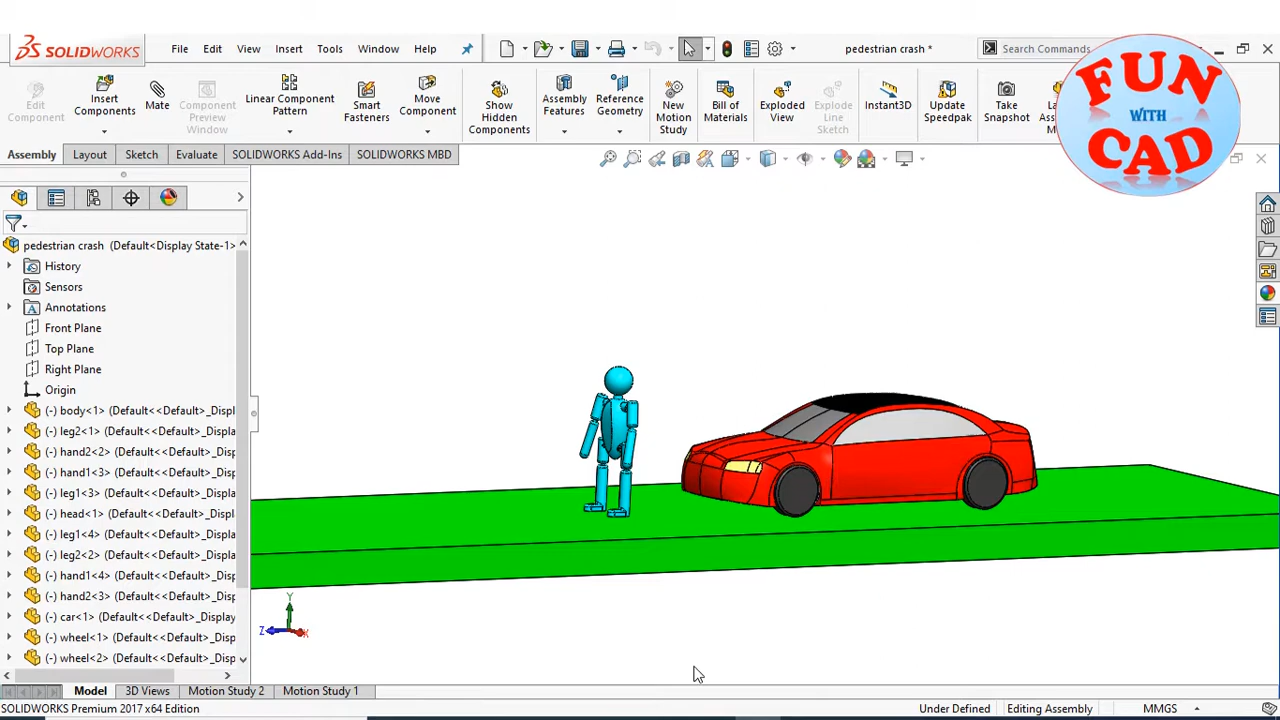 SOLIDWORKS File Edit View Insert Tools Window Help pedestrian crash * Search Commands
FUN
WITH
CAD
Edit Component
Insert Components
Mate
Component Preview Window
Linear Component Pattern
Smart Fasteners
Move Component
Show Hidden Components
Assembly Features
Reference Geometry
New Motion Study
Bill of Materials
Exploded View
Explode Line Sketch
Instant3D
Update Speedpak
Take Snapshot
Assembly Layout Sketch Evaluate SOLIDWORKS Add-Ins SOLIDWORKS MBD
pedestrian crash (Default<Display State-1>
History
Sensors
A Annotations
Front Plane
Top Plane
Right Plane
Origin
(-) body<1> (Default<<Default>_Displ
(-) leg2<1> (Default<<Default>_Displa
(-) hand2<2> (Default<<Default>_Disp
(-) hand1<3> (Default<<Default>_Disp
(-) leg1<3> (Default<<Default>_Displa
(-) head<1> (Default<<Default>_Displ
(-) leg1<4> (Default<<Default>_Displa
(-) leg2<2> (Default<<Default>_Displa
(-) hand1<4> (Default<<Default>_Disp
(-) hand2<3> (Default<<Default>_Disp
(-) car<1> (Default<<Default>_Display
(-) wheel<1> (Default<<Default>_Disp
(-) wheel<2> (Default<<Default>_Disp
Y
Z X
Model 3D Views Motion Study 2 Motion Study 1
SOLIDWORKS Premium 2017 x64 Edition Under Defined Editing Assembly MMGS